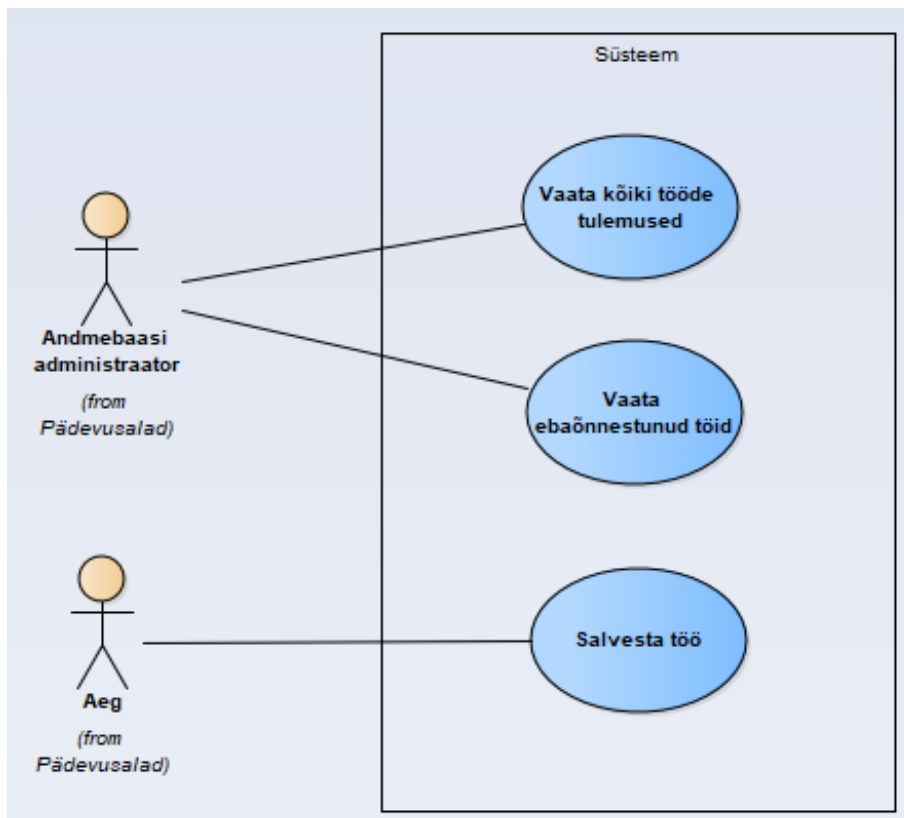 Süsteem
Vaata kõiki tööde
tulemused
Andmebaasi
administraator
(from
Pädevusalad)
Vaata
ebaõnnestunud töid
Salvesta töö
Aeg
(from
Pädevusalad)